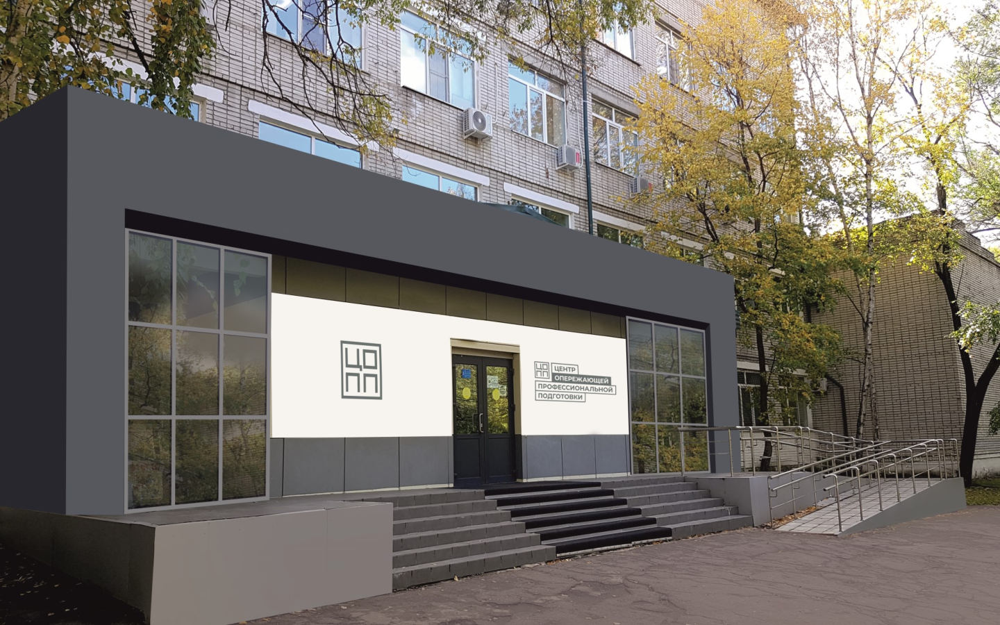 ЦО
ПП
ЦО
ПП
ЦЕНТР
ОПЕРЕЖАЮЩЕЙ
ПРОФЕССИОНАЛЬНОЙ
ПОДГОТОВКИ